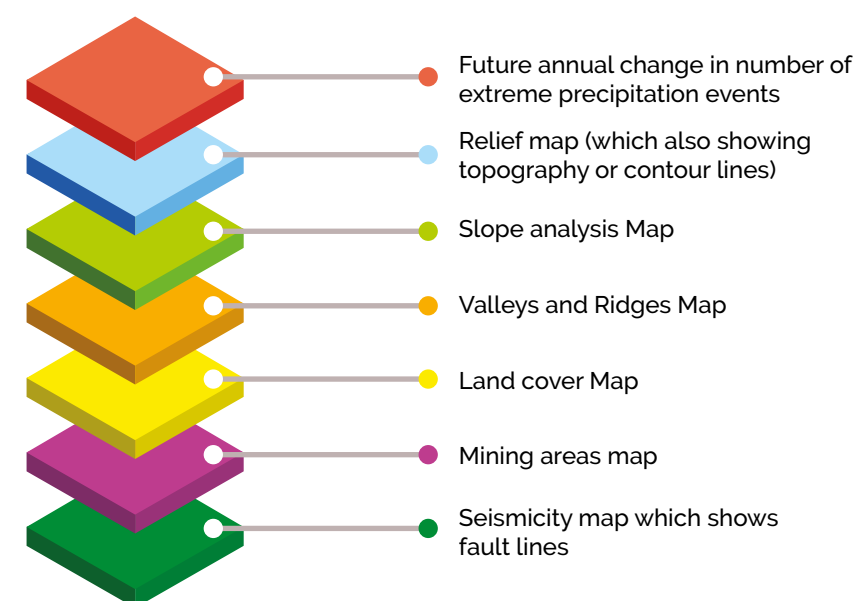 Future annual change in number of
extreme precipitation events
Relief map (which also showing
topography or contour lines)
Slope analysis Map
Valleys and Ridges Map
Land cover Map
Mining areas map
Seismicity map which shows
fault lines